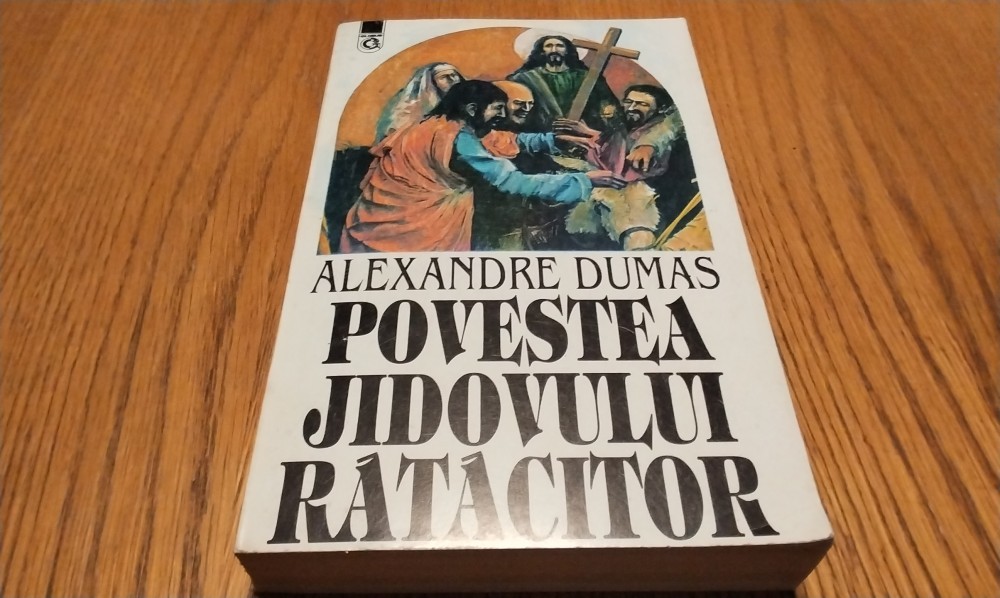 ALEXANDRE DUMAS
POVESTEA
JIDOVULUI
RĂTĂCITOR